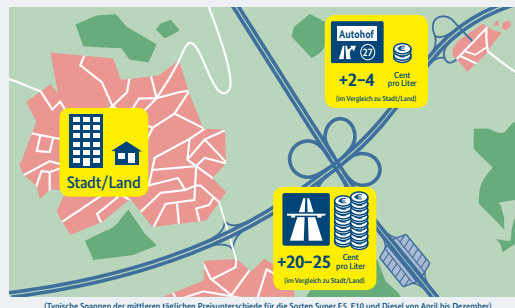 Autohof
27
+2–4 Cent
pro Liter
(im Vergleich zu Stadt/Land)
Stadt/Land
+20–25 Cent
pro Liter
(im Vergleich zu Stadt/Land)
(Typische Spannen der mittleren täglichen Preisunterschiede für die Sorten Super E5, E10 und Diesel von April bis Dezember)